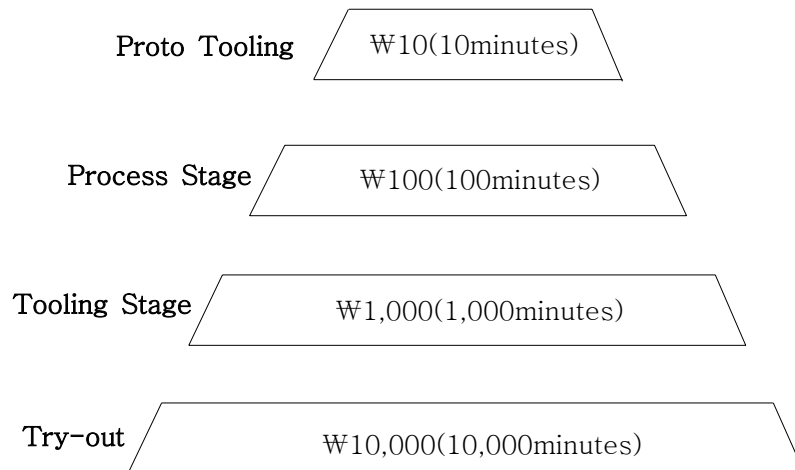 Proto Tooling ₩10(10minutes)
Process Stage ₩100(100minutes)
Tooling Stage ₩1,000(1,000minutes)
Try-out ₩10,000(10,000minutes)